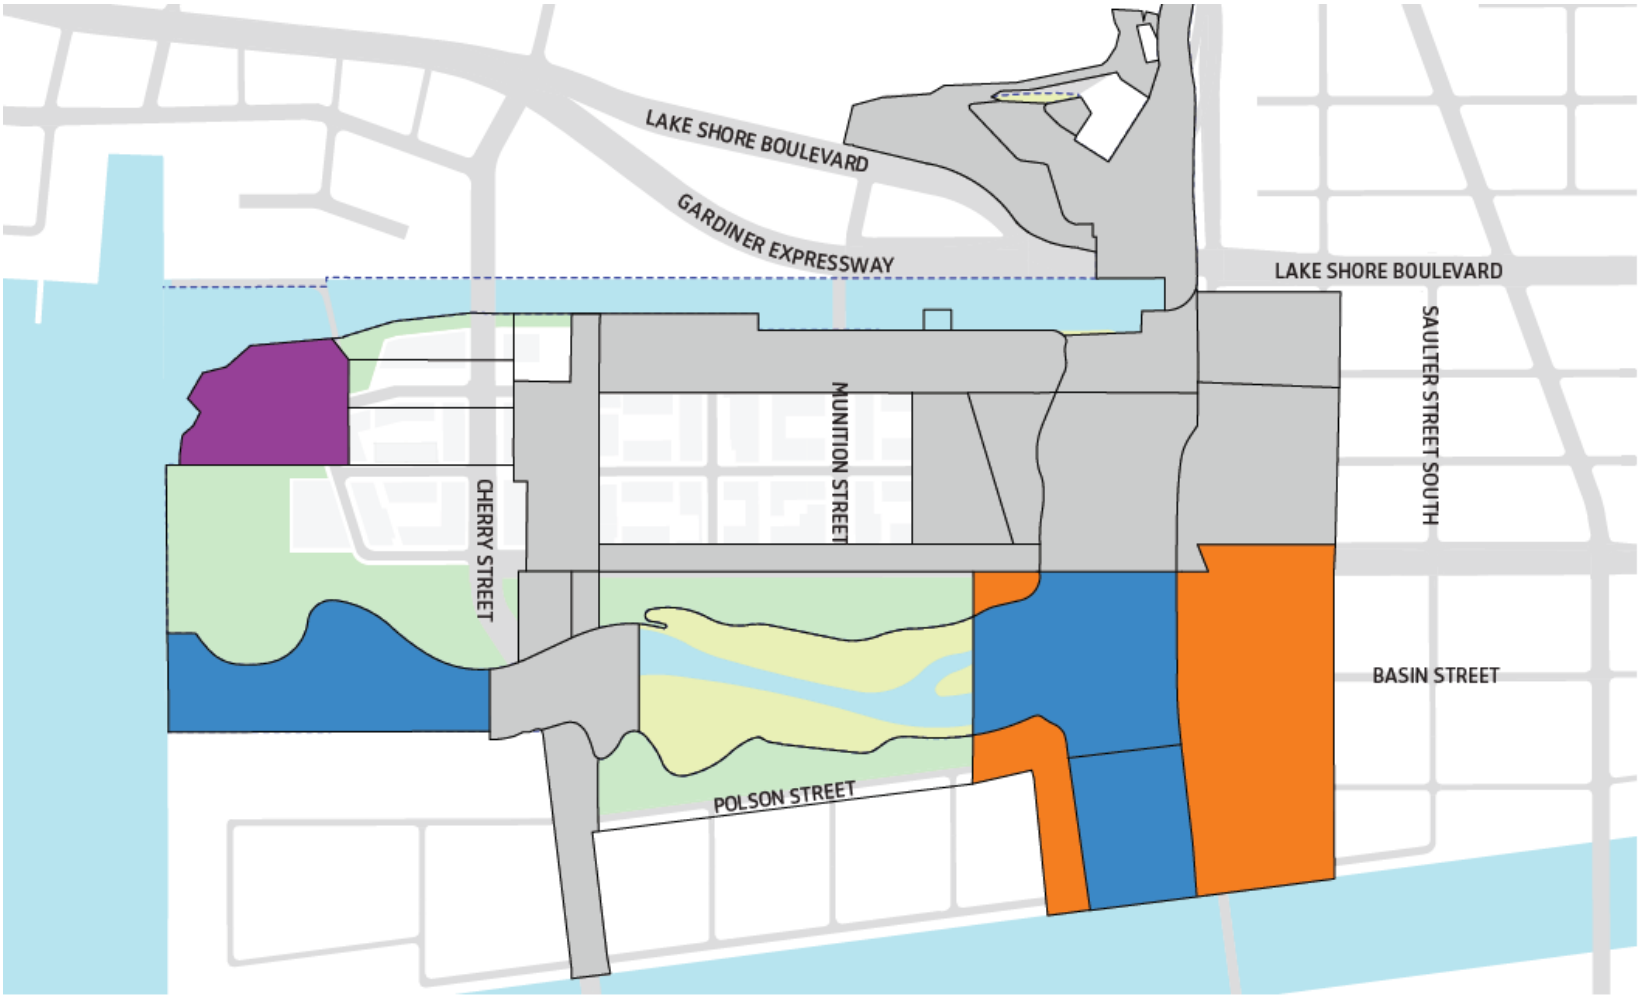 LAKE SHORE BOULEVARD
GARDINER EXPRESSWAY
LAKE SHORE BOULEVARD
SAULTER STREET SOUTH
MUNITION STREET
CHERRY STREET
BASIN STREET
POLSON STREET